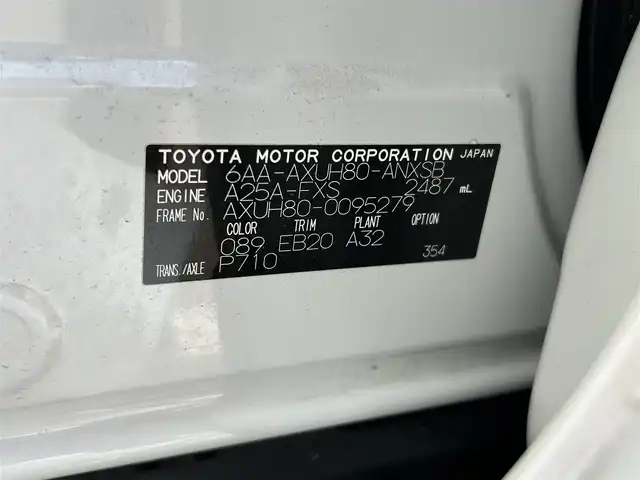 TOYOTA MOTOR CORPORATION JAPAN
MODEL 6AA-AXUH80-ANXSB
ENGINE A25A-FXS 2487 mL
FRAME No. AXUH80-0095279
COLOR TRIM PLANT OPTION
089 EB20 A32
TRANS./AXLE P710 354